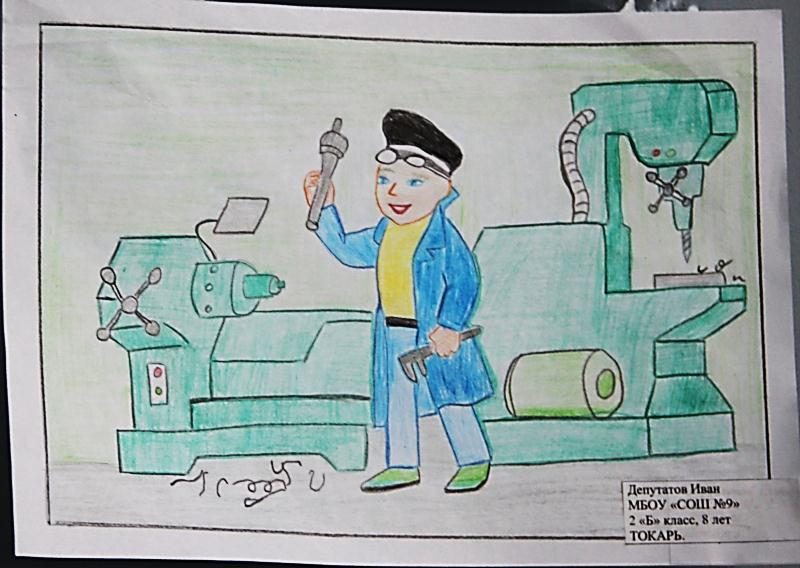 Депутатов Иван
МБОУ «СОШ №9»
2 «Б» класс, 8 лет
ТОКАРЬ.